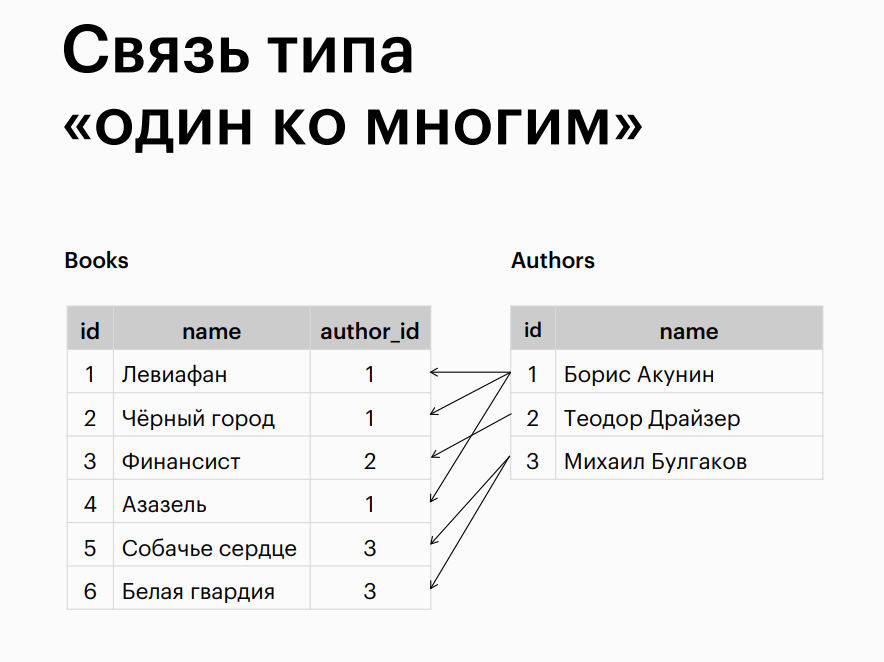 Связь типа
«один ко многим»
Books
id name author_id
1 Левиафан 1
2 Чёрный город 1
3 Финансист 2
4 Азазель 1
5 Собачье сердце 3
6 Белая гвардия 3
Authors
id name
1 Борис Акунин
2 Теодор Драйзер
3 Михаил Булгаков